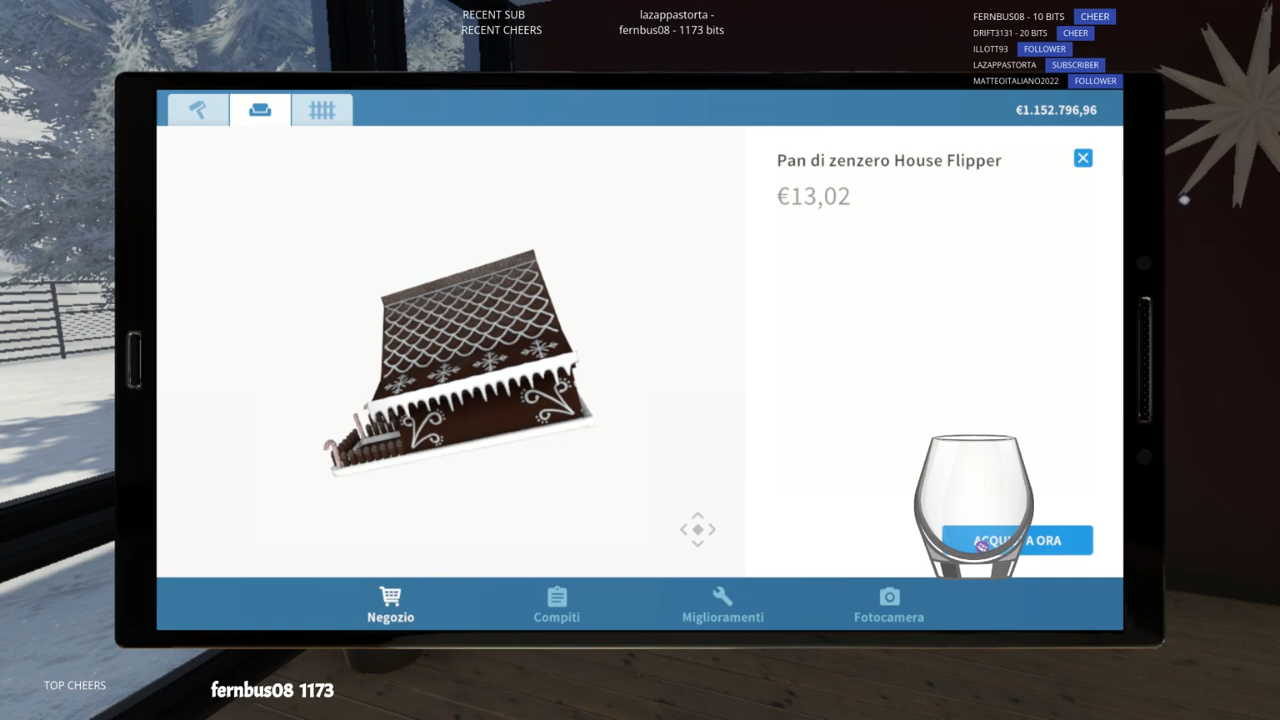 RECENT SUB
lazappastorta -
RECENT CHEERS
fernbus08 - 1173 bits
FERNBUS08 - 10 BITS CHEER
DRIFT3131 - 20 BITS CHEER
ILLOTT93 FOLLOWER
LAZAPPASTORTA SUBSCRIBER
MATTEOITALIANO2022 FOLLOWER
€1.152.796,96
Pan di zenzero House Flipper
€13,02
ORA
Negozio
Compiti
Miglioramenti
Fotocamera
TOP CHEERS
fernbus08 1173